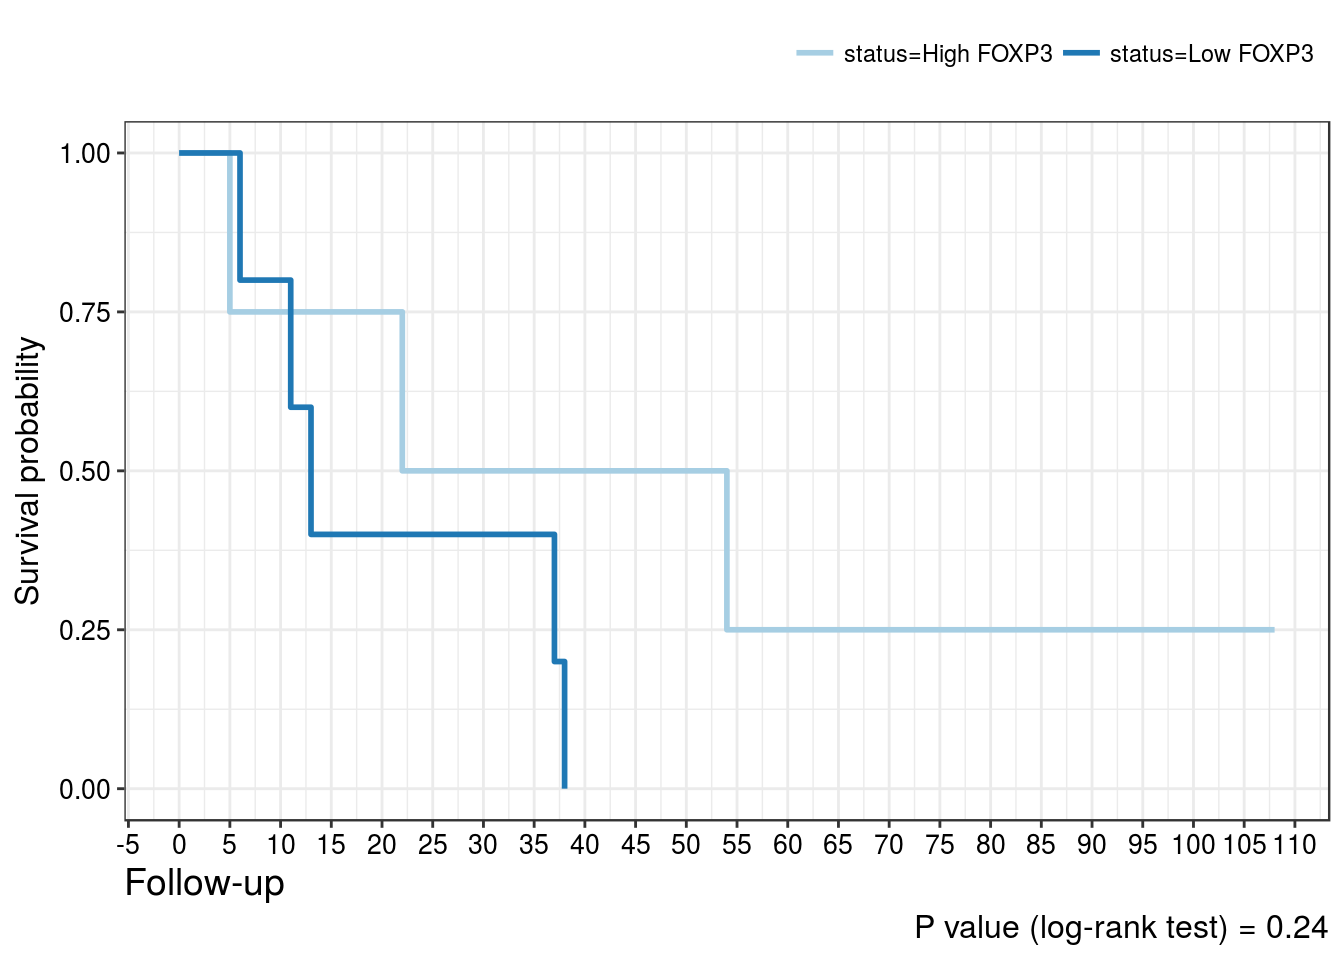 status=High FOXP3 status=Low FOXP3
Survival probability
1.00
0.75
0.50
0.25
0.00
-5 0 5 10 15 20 25 30 35 40 45 50 55 60 65 70 75 80 85 90 95 100 105 110
Follow-up
P value (log-rank test) = 0.24